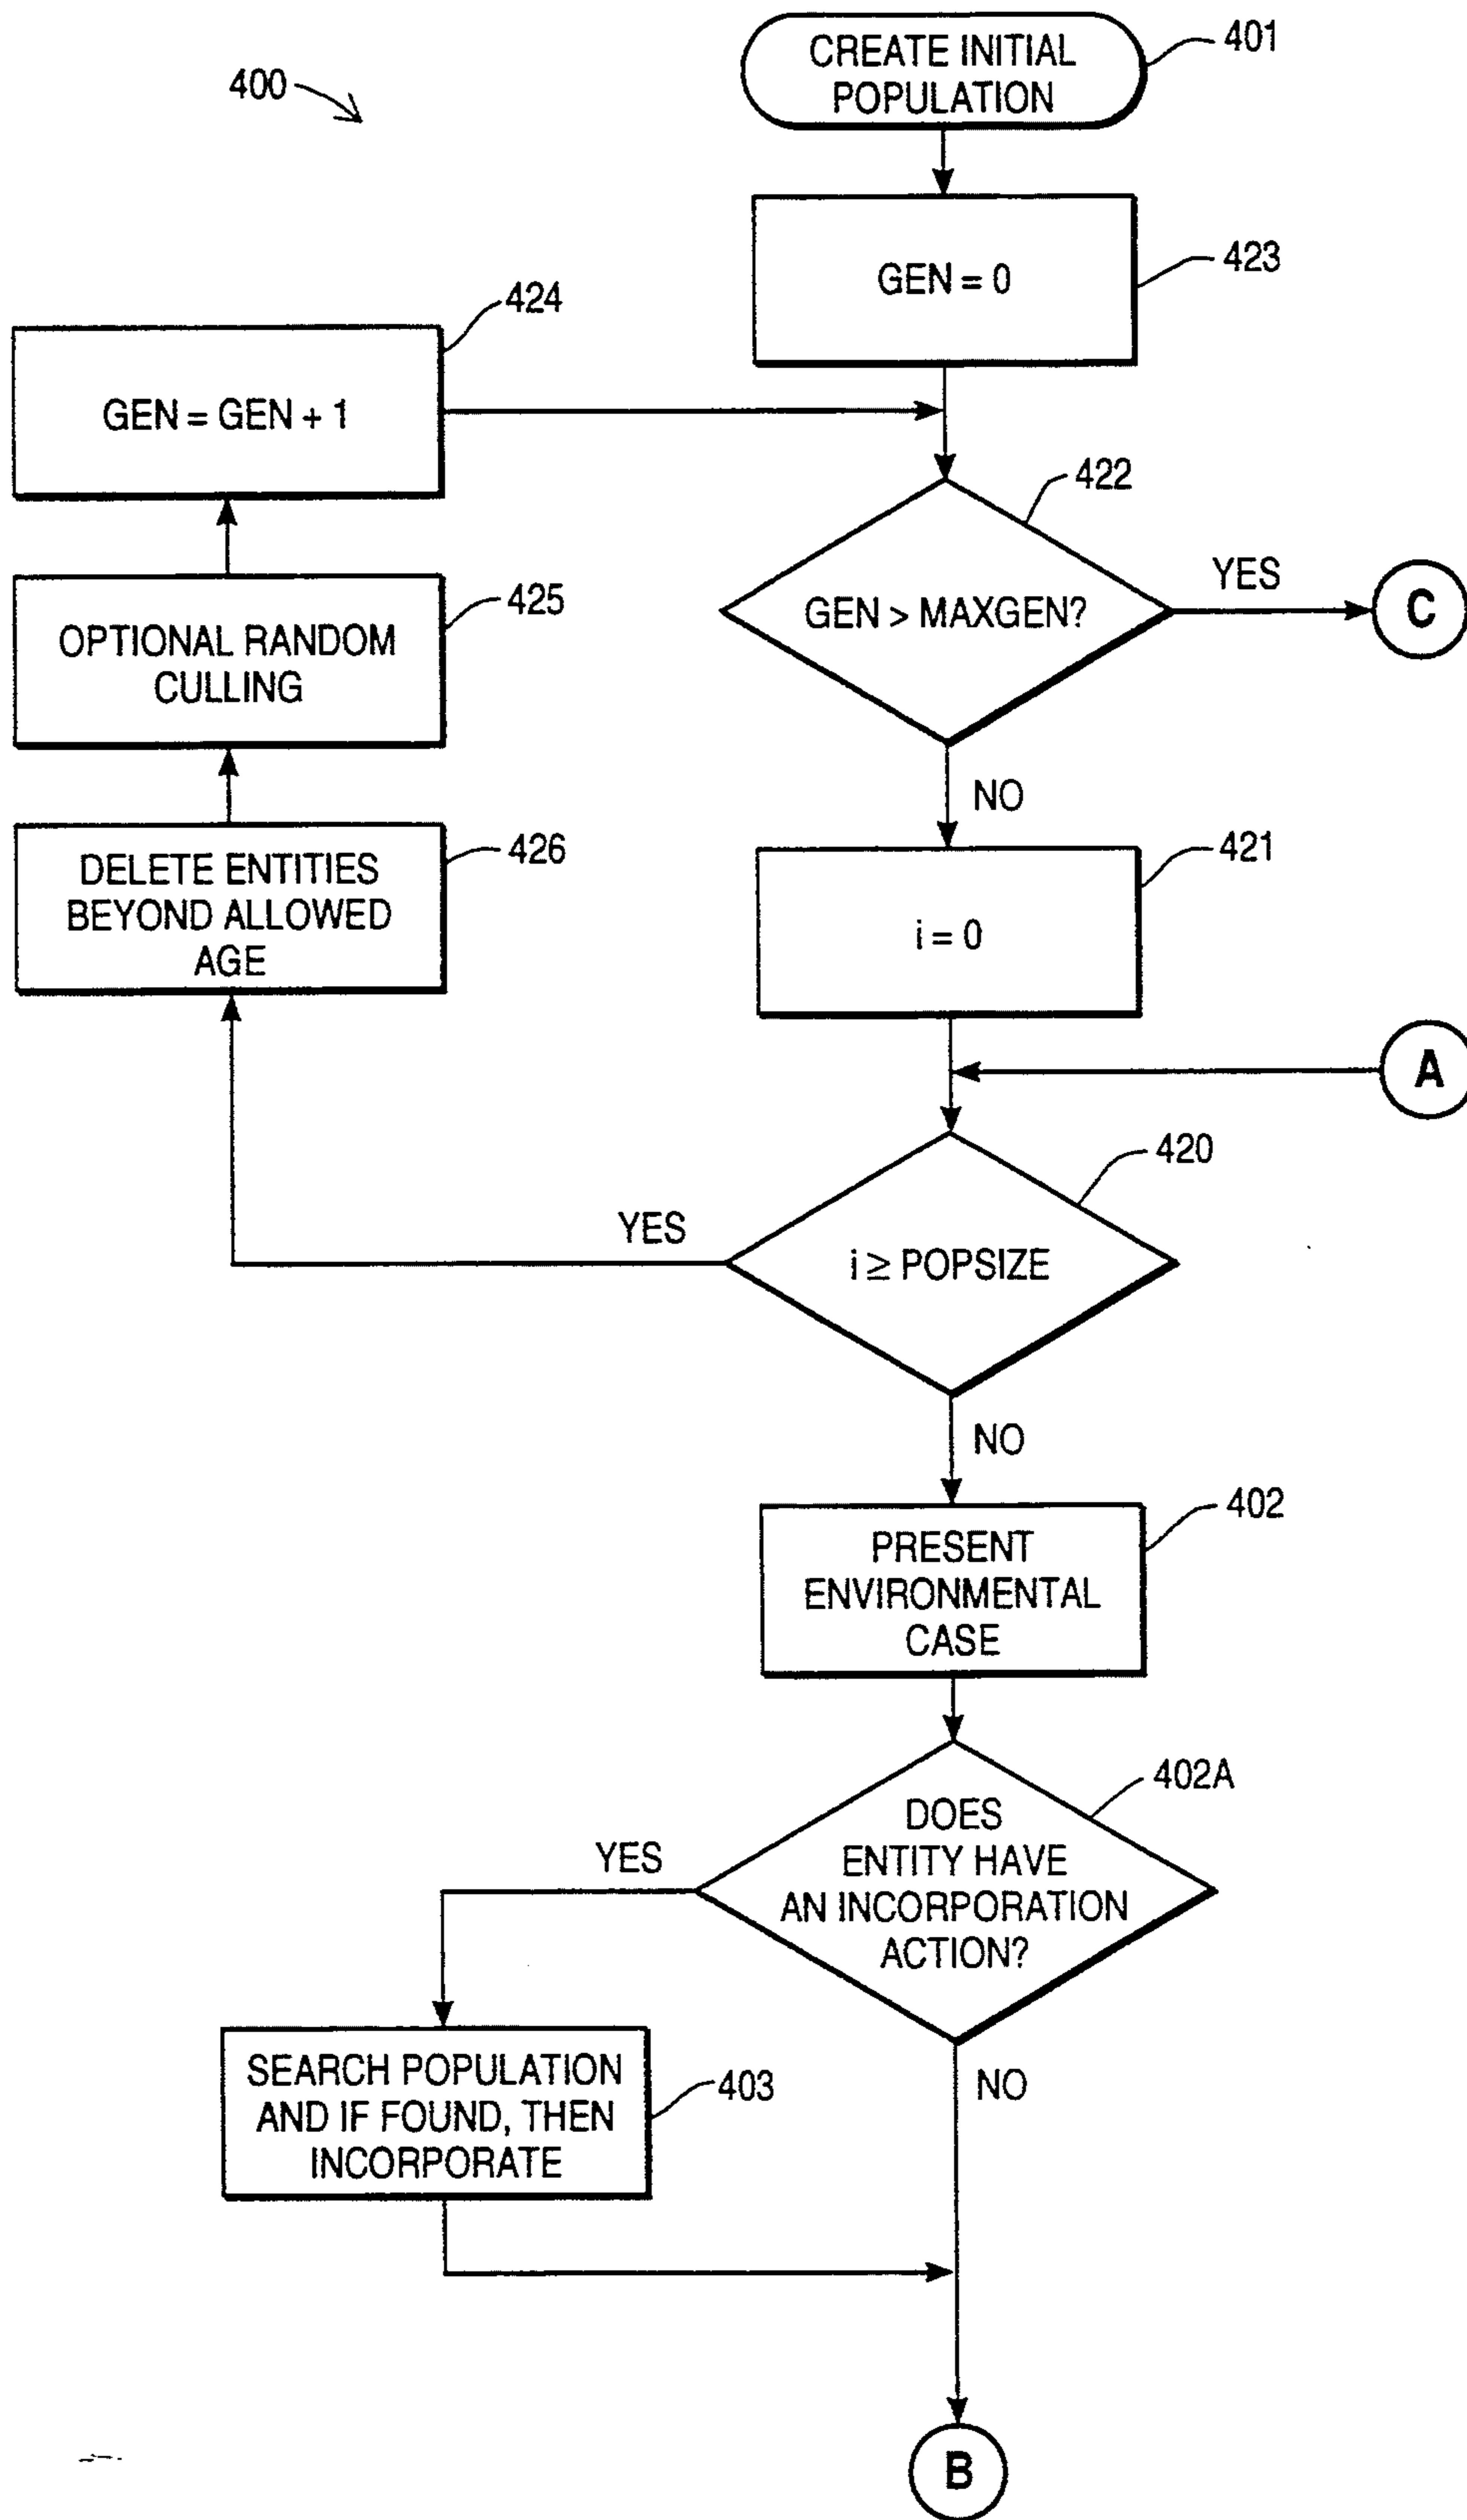 400
CREATE INITIAL
POPULATION
401
GEN = 0
423
424
GEN = GEN + 1
422
GEN > MAXGEN?
YES
C
425
OPTIONAL RANDOM
CULLING
NO
426
DELETE ENTITIES
BEYOND ALLOWED
AGE
421
i = 0
A
420
YES
i ≥ POPSIZE
NO
402
PRESENT
ENVIRONMENTAL
CASE
402A
DOES
ENTITY HAVE
AN INCORPORATION
ACTION?
YES
SEARCH POPULATION
AND IF FOUND, THEN
INCORPORATE
403
NO
B